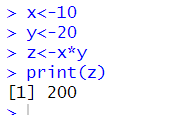 > x<-10
> y<-20
> z<-x*y
> print(z)
[1] 200
>